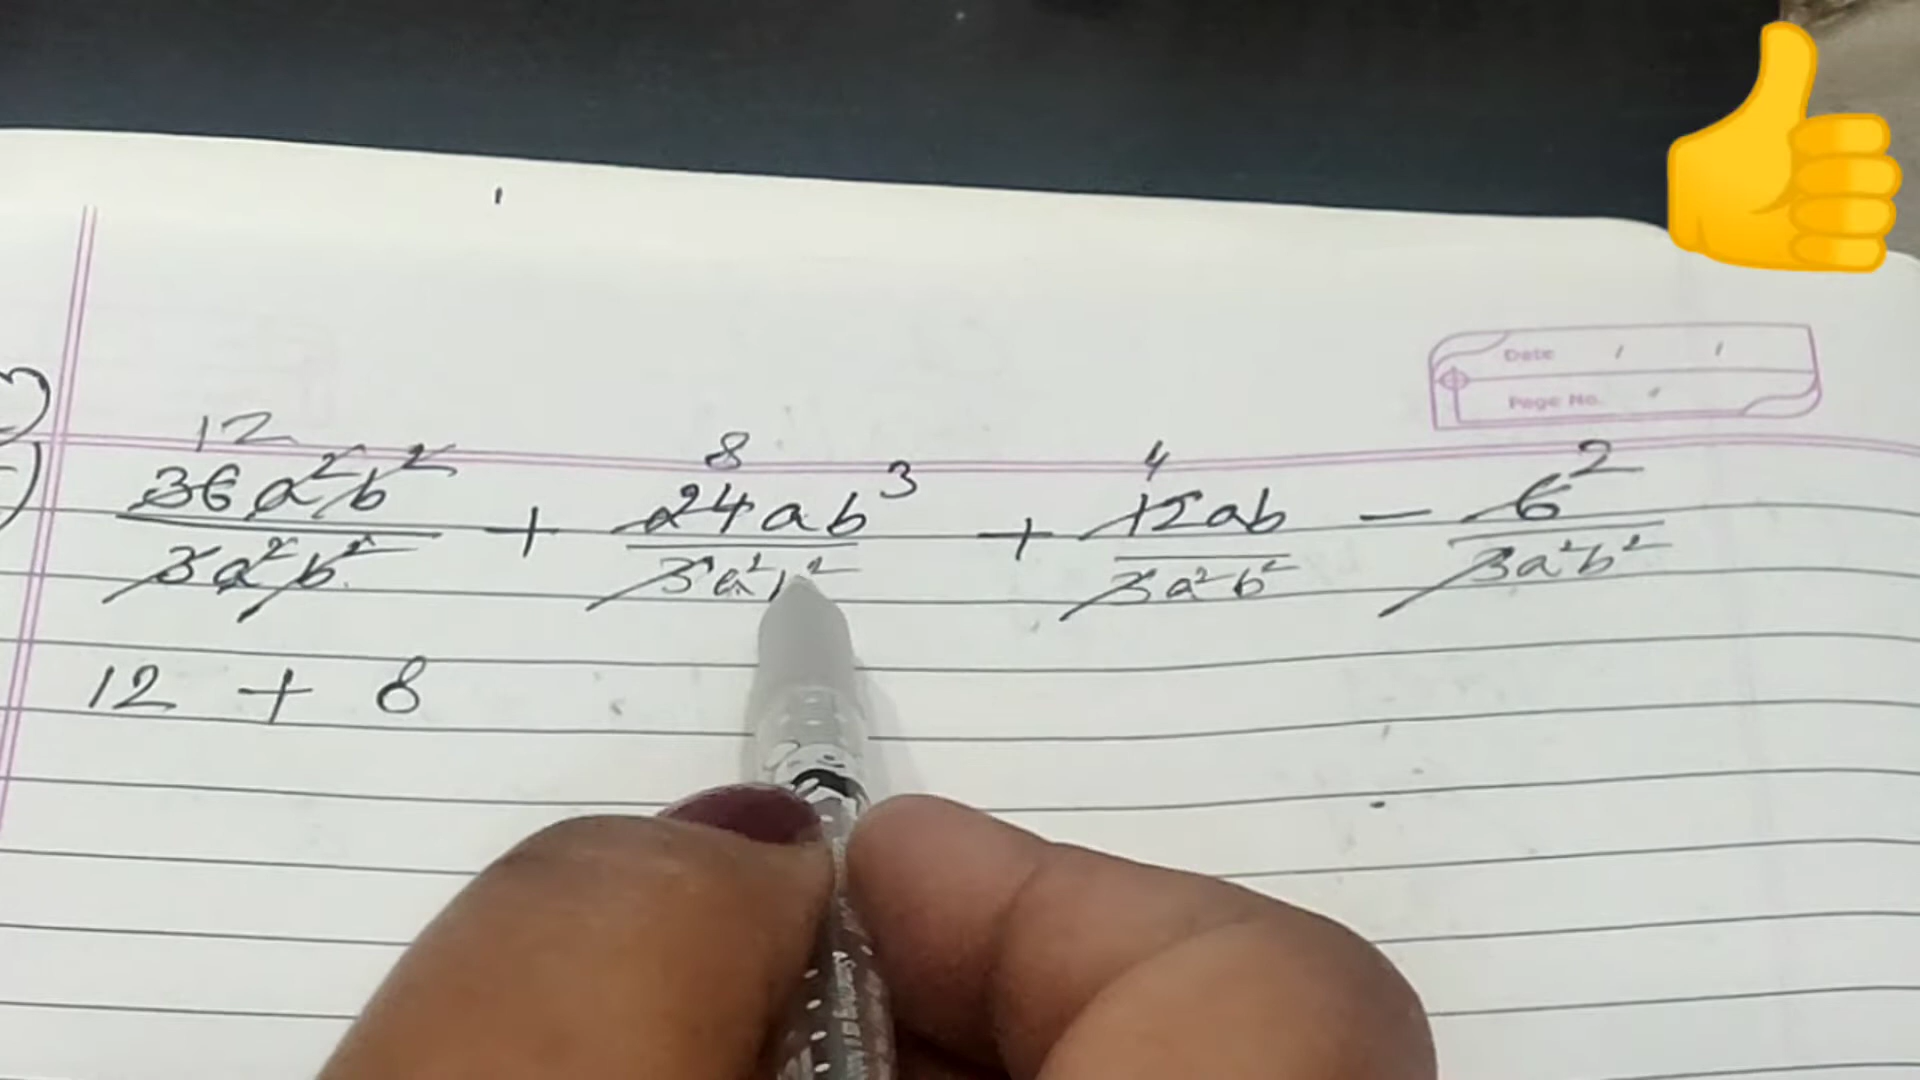 Date / /
Page No.
12 8 4 2
36a²b²/3a²b² + 24ab³/3a²b² + 12ab/3a²b² - 6/3a²b²
12 + 8